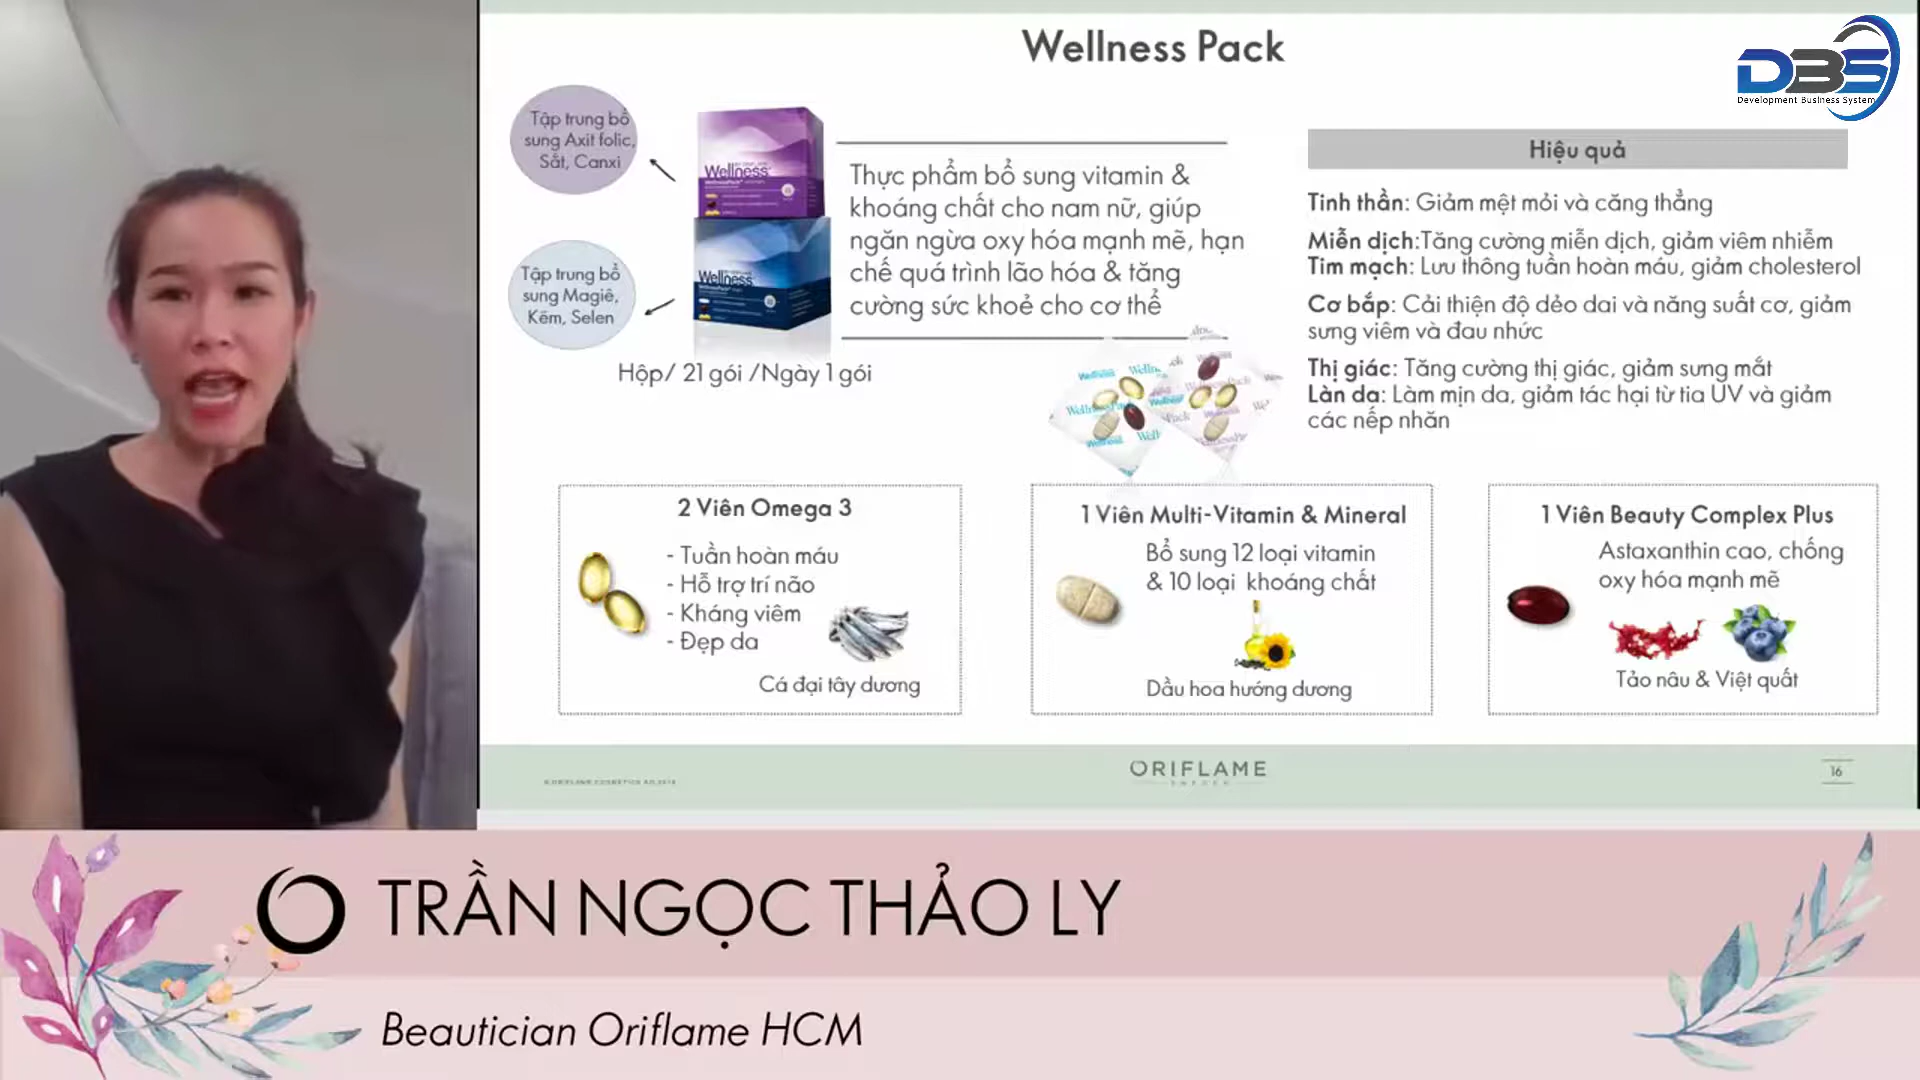 Wellness Pack
DBS
Development Business System
Tập trung bổ
sung Axit folic,
Sắt, Canxi
Wellness
Tập trung bổ
sung Magiê,
Kẽm, Selen
Wellness
Hộp/ 21 gói /Ngày 1 gói
Thực phẩm bổ sung vitamin &
khoáng chất cho nam nữ, giúp
ngăn ngừa oxy hóa mạnh mẽ, hạn
chế quá trình lão hóa & tăng
cường sức khoẻ cho cơ thể
Hiệu quả
Tinh thần: Giảm mệt mỏi và căng thẳng
Miễn dịch:Tăng cường miễn dịch, giảm viêm nhiễm
Tim mạch: Lưu thông tuần hoàn máu, giảm cholesterol
Cơ bắp: Cải thiện độ dẻo dai và năng suất cơ, giảm
sưng viêm và đau nhức
Thị giác: Tăng cường thị giác, giảm sưng mắt
Làn da: Làm mịn da, giảm tác hại từ tia UV và giảm
các nếp nhăn
2 Viên Omega 3
- Tuần hoàn máu
- Hỗ trợ trí não
- Kháng viêm
- Đẹp da
Cá đại tây dương
1 Viên Multi-Vitamin & Mineral
Bổ sung 12 loại vitamin
& 10 loại khoáng chất
Dầu hoa hướng dương
1 Viên Beauty Complex Plus
Astaxanthin cao, chống
oxy hóa mạnh mẽ
Tảo nâu & Việt quất
ORIFLAME
SWEDEN
16
TRẦN NGỌC THẢO LY
Beautician Oriflame HCM